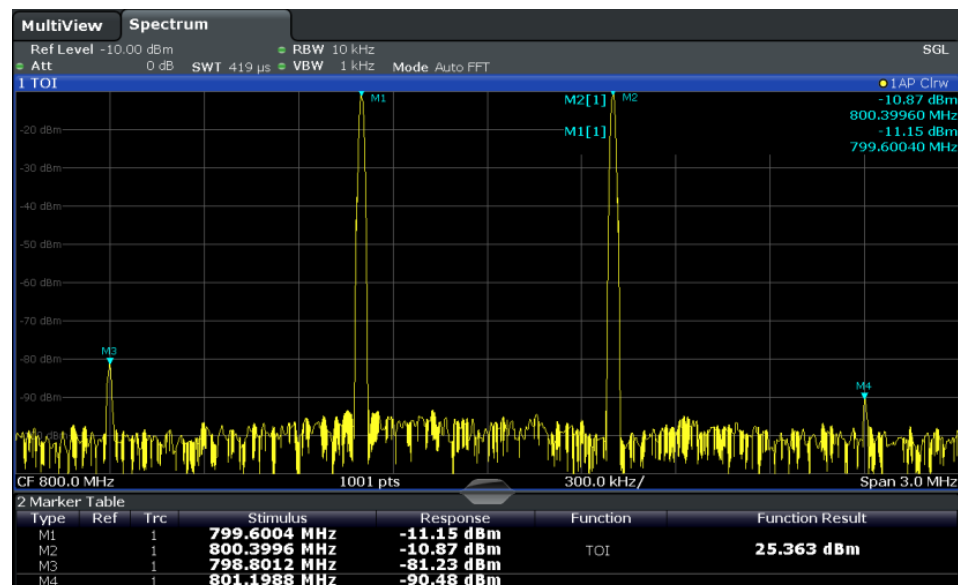 MultiView Spectrum
Ref Level -10.00 dBm RBW 10 kHz SGL
Att 0 dB SWT 419 µs VBW 1 kHz Mode Auto FFT
1 TOI 1AP Clrw
M1 M2[1] M2 -10.87 dBm
800.39960 MHz
-20 dBm M1[1] -11.15 dBm
799.60040 MHz
-30 dBm
-40 dBm
-50 dBm
-60 dBm
-70 dBm
M3
-80 dBm
M4
-90 dBm
CF 800.0 MHz 1001 pts 300.0 kHz/ Span 3.0 MHz
2 Marker Table
Type Ref Trc Stimulus Response Function Function Result
M1 1 799.6004 MHz -11.15 dBm
M2 1 800.3996 MHz -10.87 dBm TOI 25.363 dBm
M3 1 798.8012 MHz -81.23 dBm
M4 1 801.1988 MHz -90.48 dBm